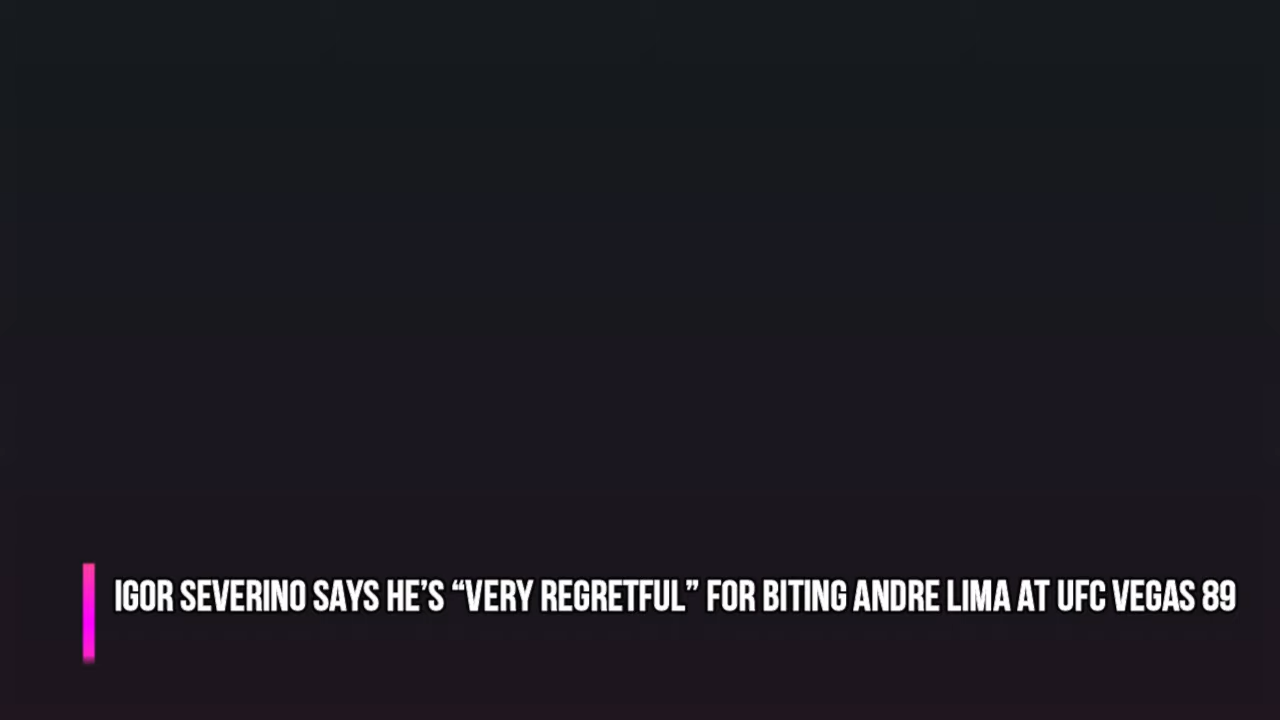 IGOR SEVERINO SAYS HE’S “VERY REGRETFUL” FOR BITING ANDRE LIMA AT UFC VEGAS 89